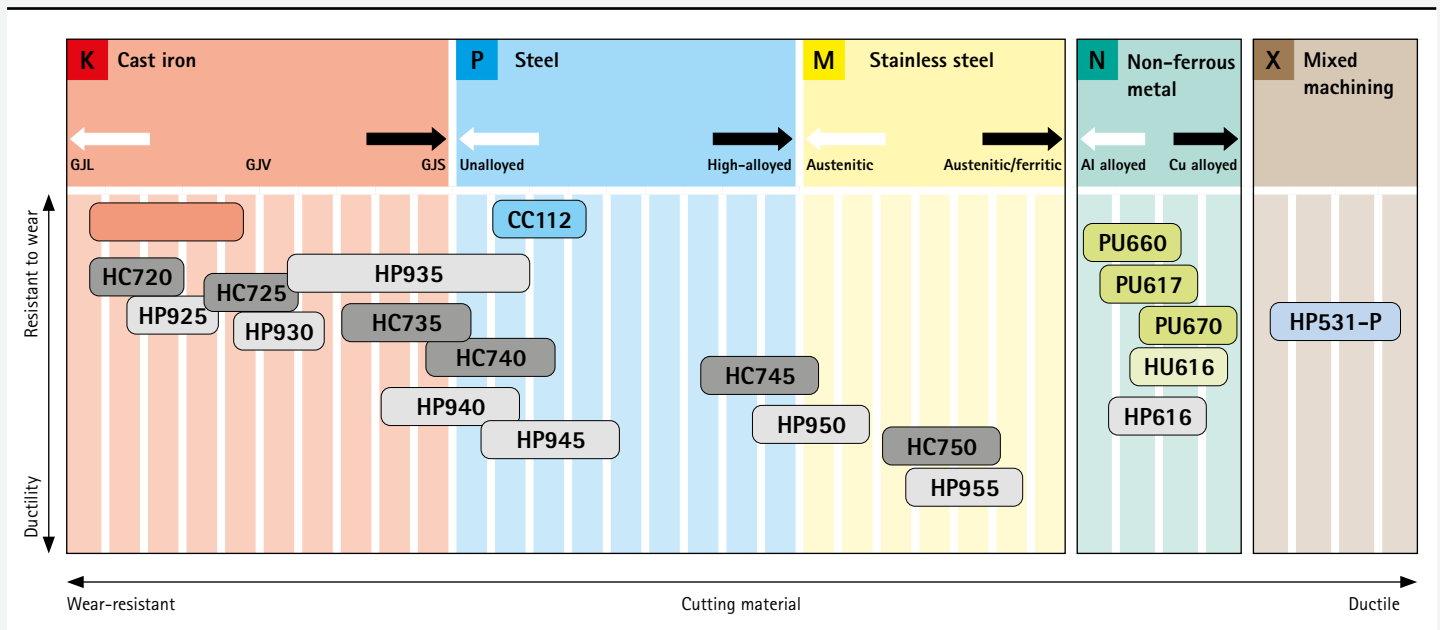 K Cast iron
P Steel
M Stainless steel
N Non-ferrous
metal
X Mixed
machining
GJL GJV GJS
Unalloyed High-alloyed
Austenitic Austenitic/ferritic
Al alloyed Cu alloyed
Resistant to wear
Ductility
CC112
HC720
HP925
HC725
HP930
HP935
HC735
HC740
HP940
HP945
HC745
HP950
HC750
HP955
PU660
PU617
PU670
HU616
HP616
HP531-P
Wear-resistant Cutting material Ductile